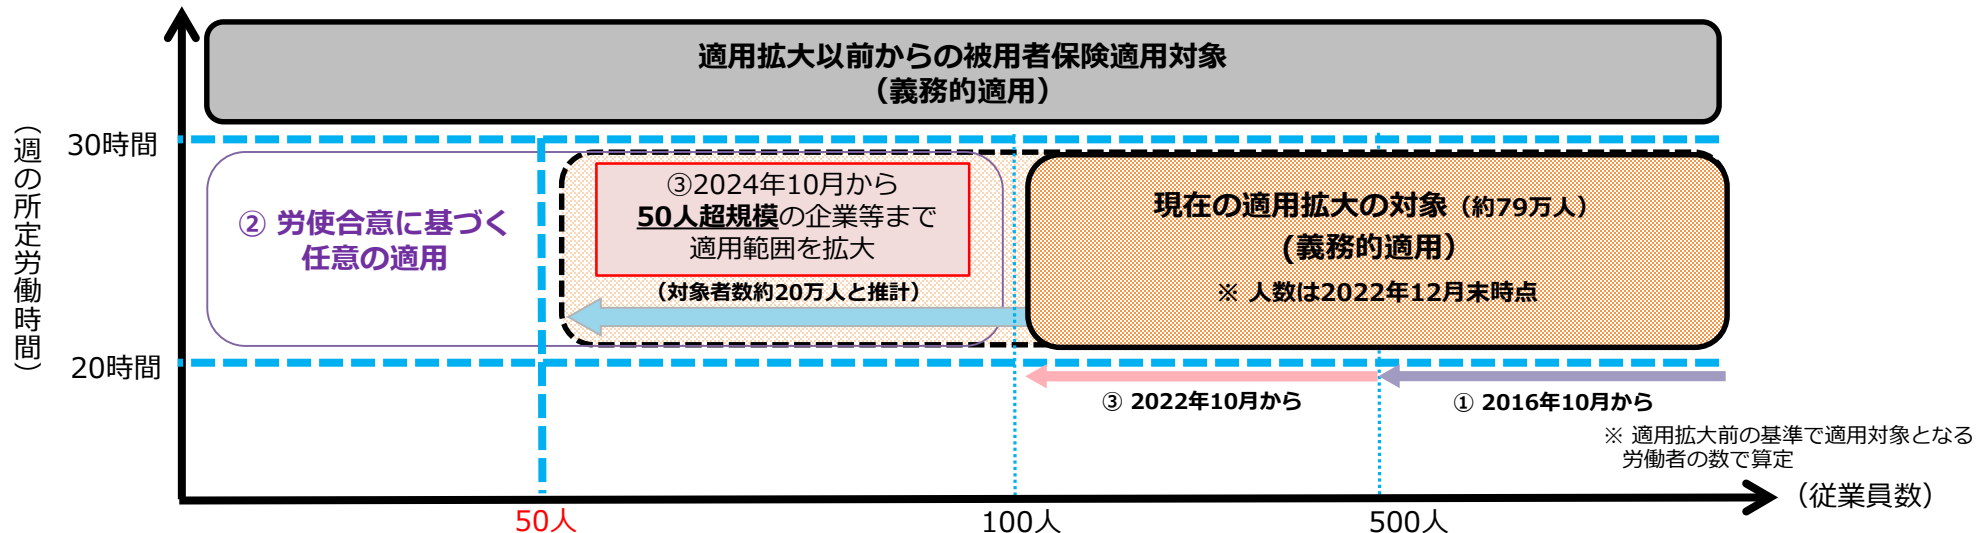 適用拡大以前からの被用者保険適用対象
（義務的適用）
（週の所定労働時間）
30時間
20時間
② 労使合意に基づく
任意の適用
③2024年10月から
50人超規模の企業等まで
適用範囲を拡大
（対象者数約20万人と推計）
現在の適用拡大の対象（約79万人）
(義務的適用）
※ 人数は2022年12月末時点
③ 2022年10月から
① 2016年10月から
※ 適用拡大前の基準で適用対象となる
労働者の数で算定
（従業員数）
50人
100人
500人